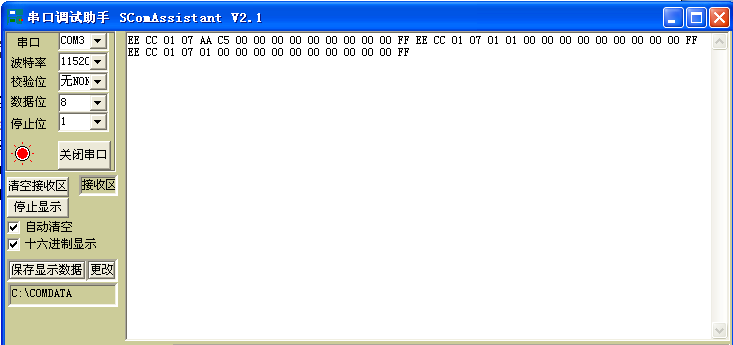 串口调试助手 SComAssistant V2.1
串口 COM3
波特率 11520
校验位 无NON
数据位 8
停止位 1
关闭串口
清空接收区 接收区
停止显示
自动清空
十六进制显示
保存显示数据 更改
C:\COMDATA
EE CC 01 07 AA C5 00 00 00 00 00 00 00 00 00 FF EE CC 01 07 01 01 00 00 00 00 00 00 00 00 00 FF
EE CC 01 07 01 00 00 00 00 00 00 00 00 00 00 FF